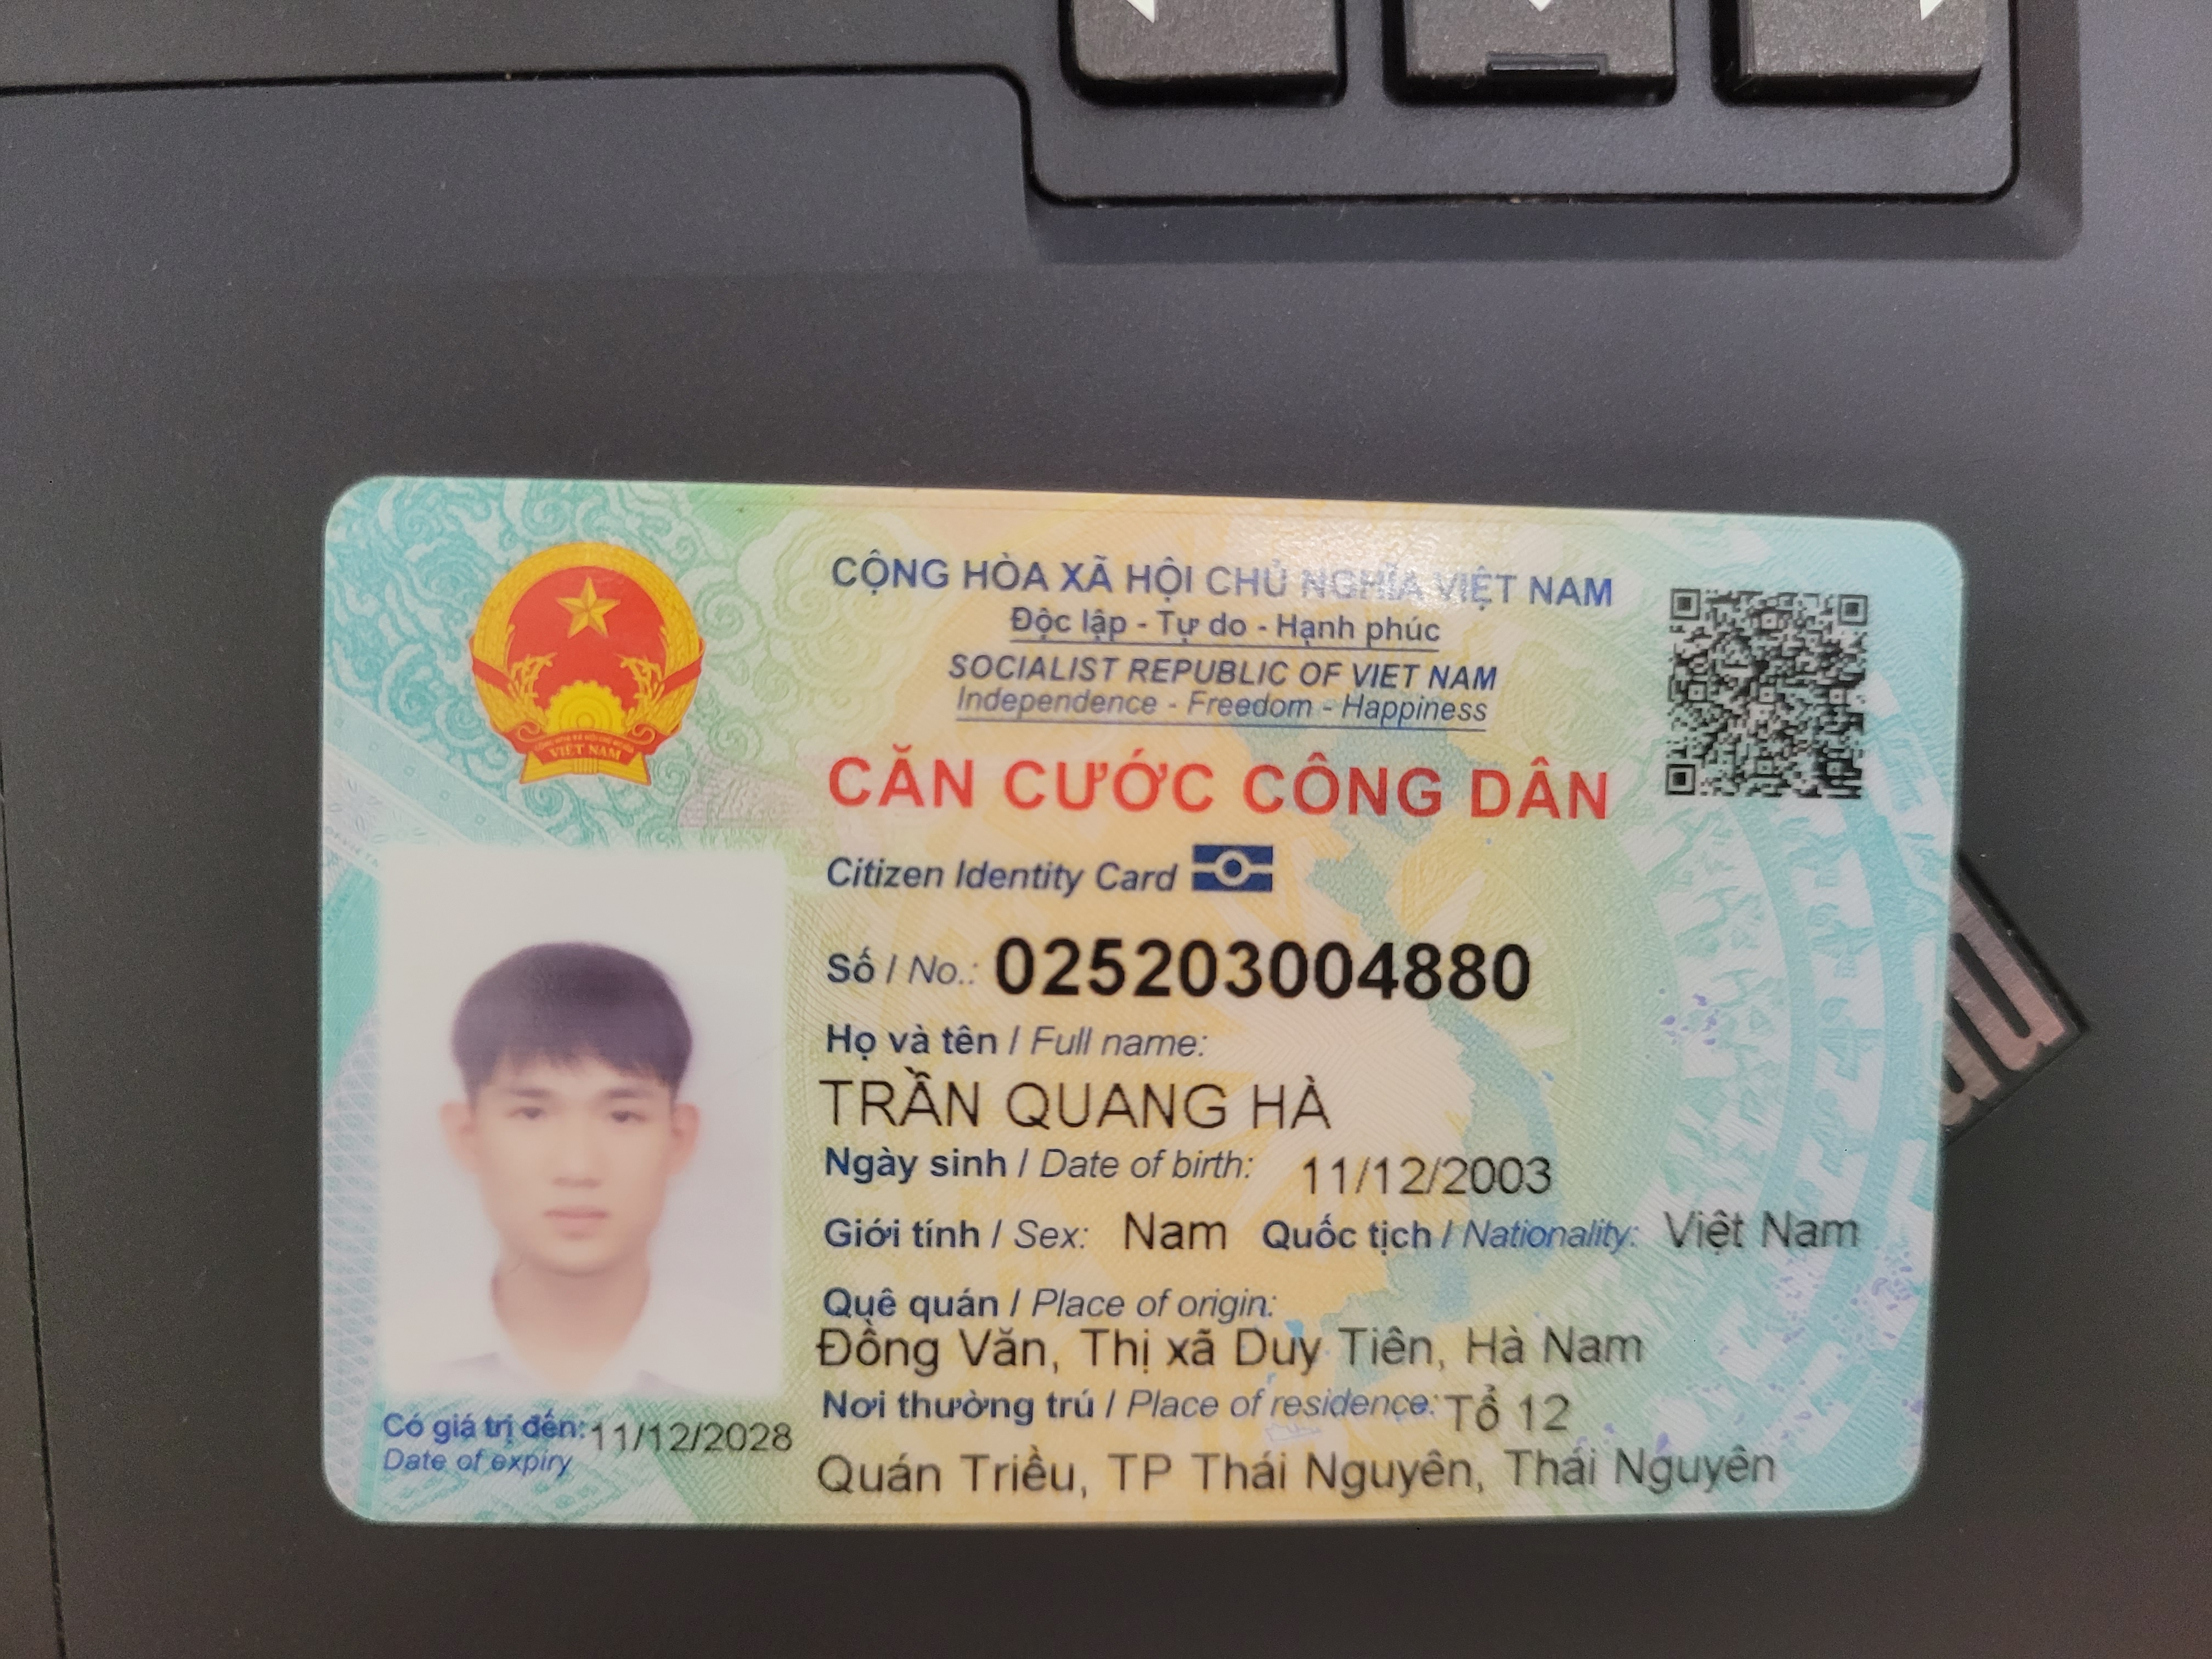 CỘNG HÒA XÃ HỘI CHỦ NGHĨA VIỆT NAM
Độc lập - Tự do - Hạnh phúc
SOCIALIST REPUBLIC OF VIET NAM
Independence - Freedom - Happiness
CĂN CƯỚC CÔNG DÂN
Citizen Identity Card
Số / No.: 025203004880
Họ và tên / Full name:
TRẦN QUANG HÀ
Ngày sinh / Date of birth: 11/12/2003
Giới tính / Sex: Nam Quốc tịch / Nationality: Việt Nam
Quê quán / Place of origin:
Đồng Văn, Thị xã Duy Tiên, Hà Nam
Nơi thường trú / Place of residence: Tổ 12
Quán Triều, TP Thái Nguyên, Thái Nguyên
Có giá trị đến: 11/12/2028
Date of expiry
VIỆT NAM